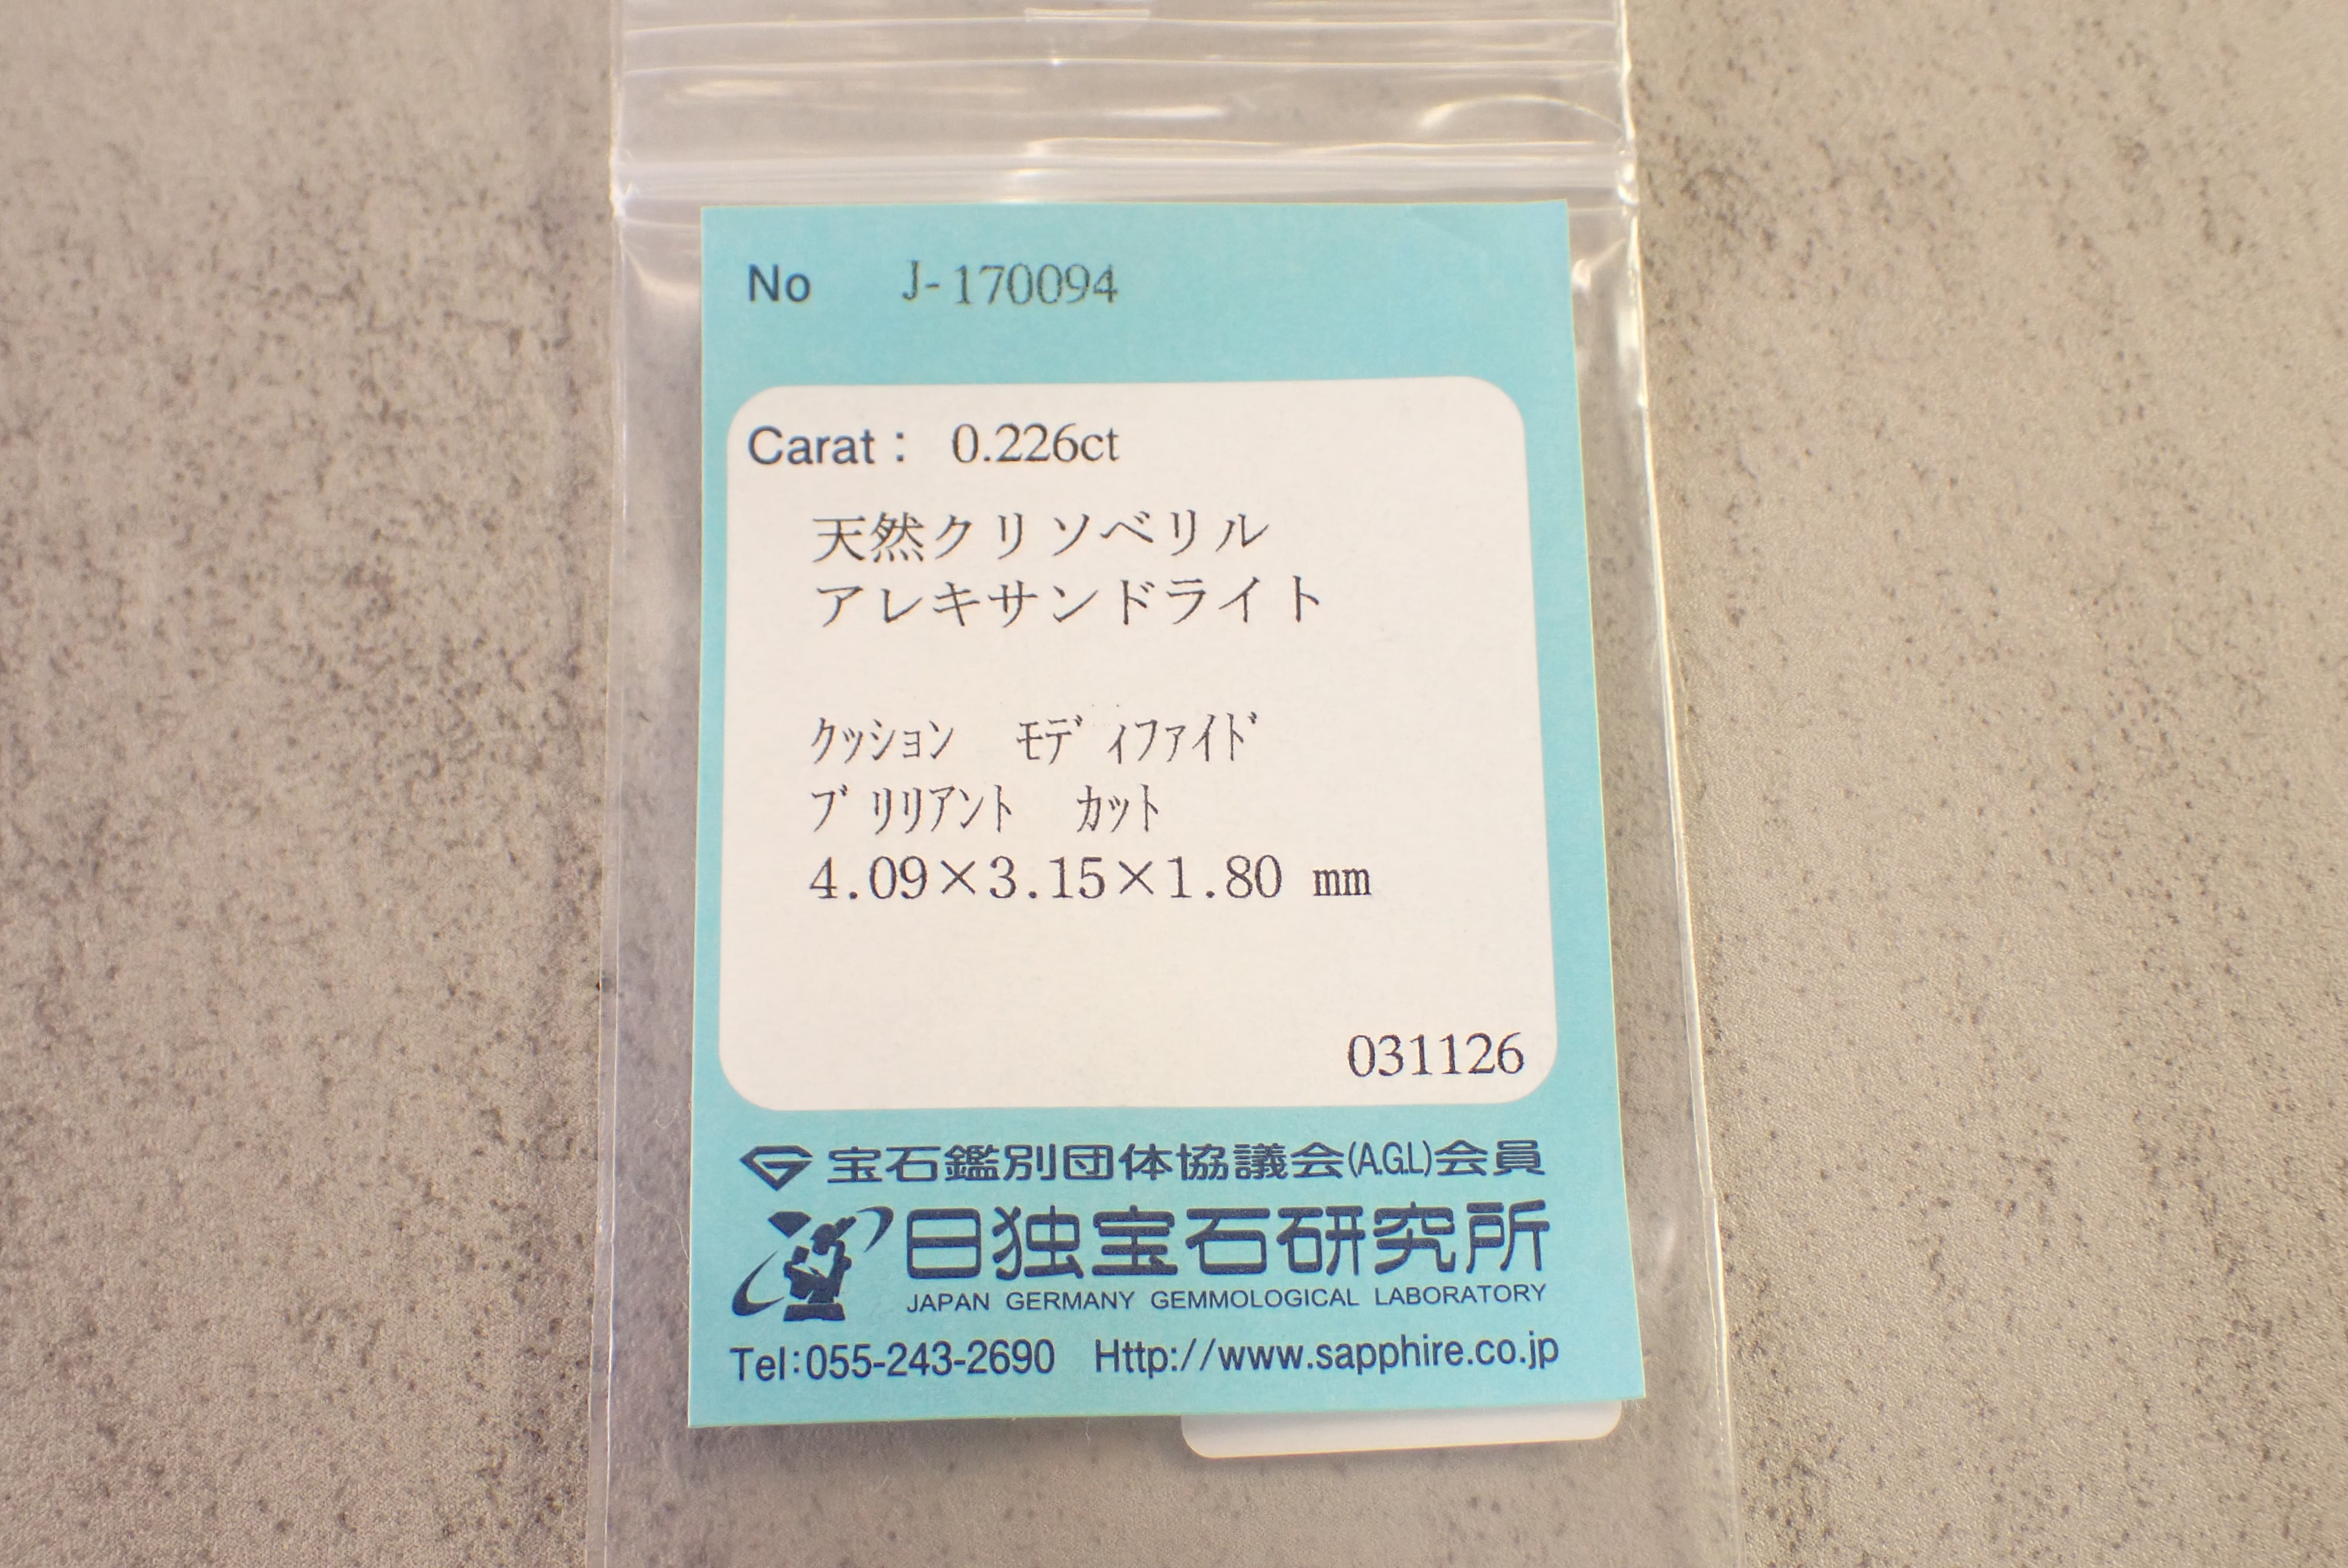 No J-170094
Carat: 0.226ct
天然クリソベリル
アレキサンドライト
ｸｯｼｮﾝ ﾓﾃﾞｨﾌｧｲﾄﾞ
ﾌﾞﾘﾘｱﾝﾄ ｶｯﾄ
4.09×3.15×1.80 mm
031126
宝石鑑別団体協議会(A.G.L)会員
日独宝石研究所
JAPAN GERMANY GEMMOLOGICAL LABORATORY
Tel:055-243-2690 Http://www.sapphire.co.jp